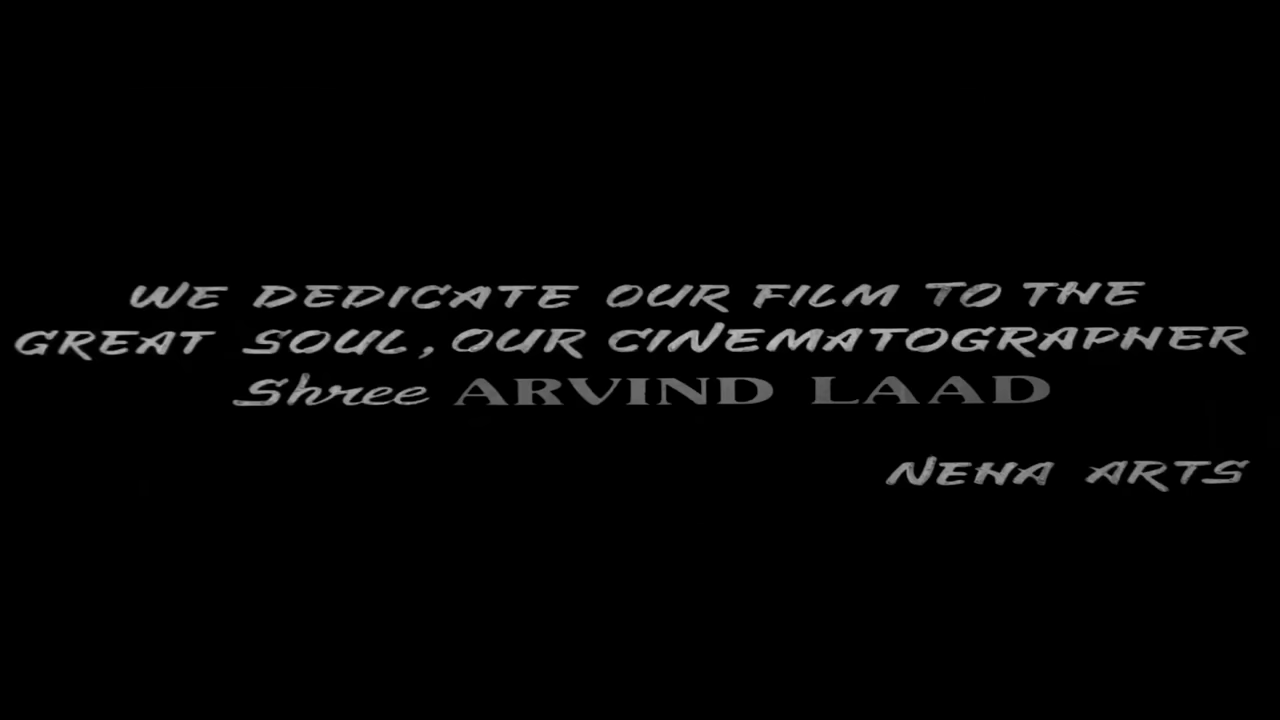 WE DEDICATE OUR FILM TO THE
GREAT SOUL, OUR CINEMATOGRAPHER
Shree ARVIND LAAD
NEHA ARTS